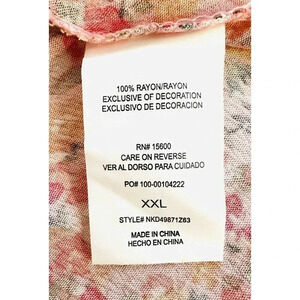 100% RAYON/RAYON
EXCLUSIVE OF DECORATION
EXCLUSIVO DE DECORACION
RN# 15600
CARE ON REVERSE
VER AL DORSO PARA CUIDADO
PO# 100-00104222
XXL
STYLE# NKD49871Z63
MADE IN CHINA
HECHO EN CHINA